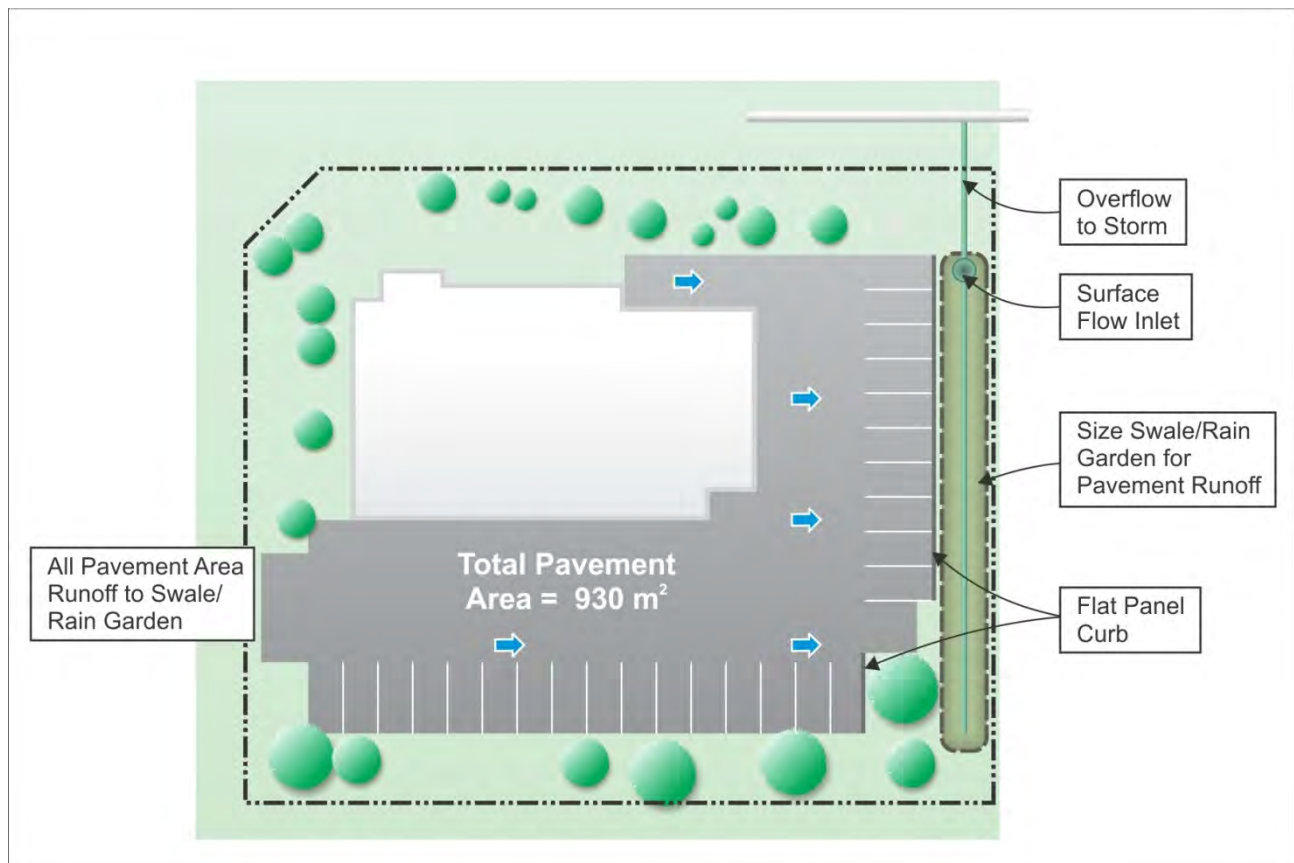 Overflow
to Storm
Surface
Flow Inlet
Size Swale/Rain
Garden for
Pavement Runoff
All Pavement Area
Runoff to Swale/
Rain Garden
Total Pavement
Area = 930 m²
Flat Panel
Curb